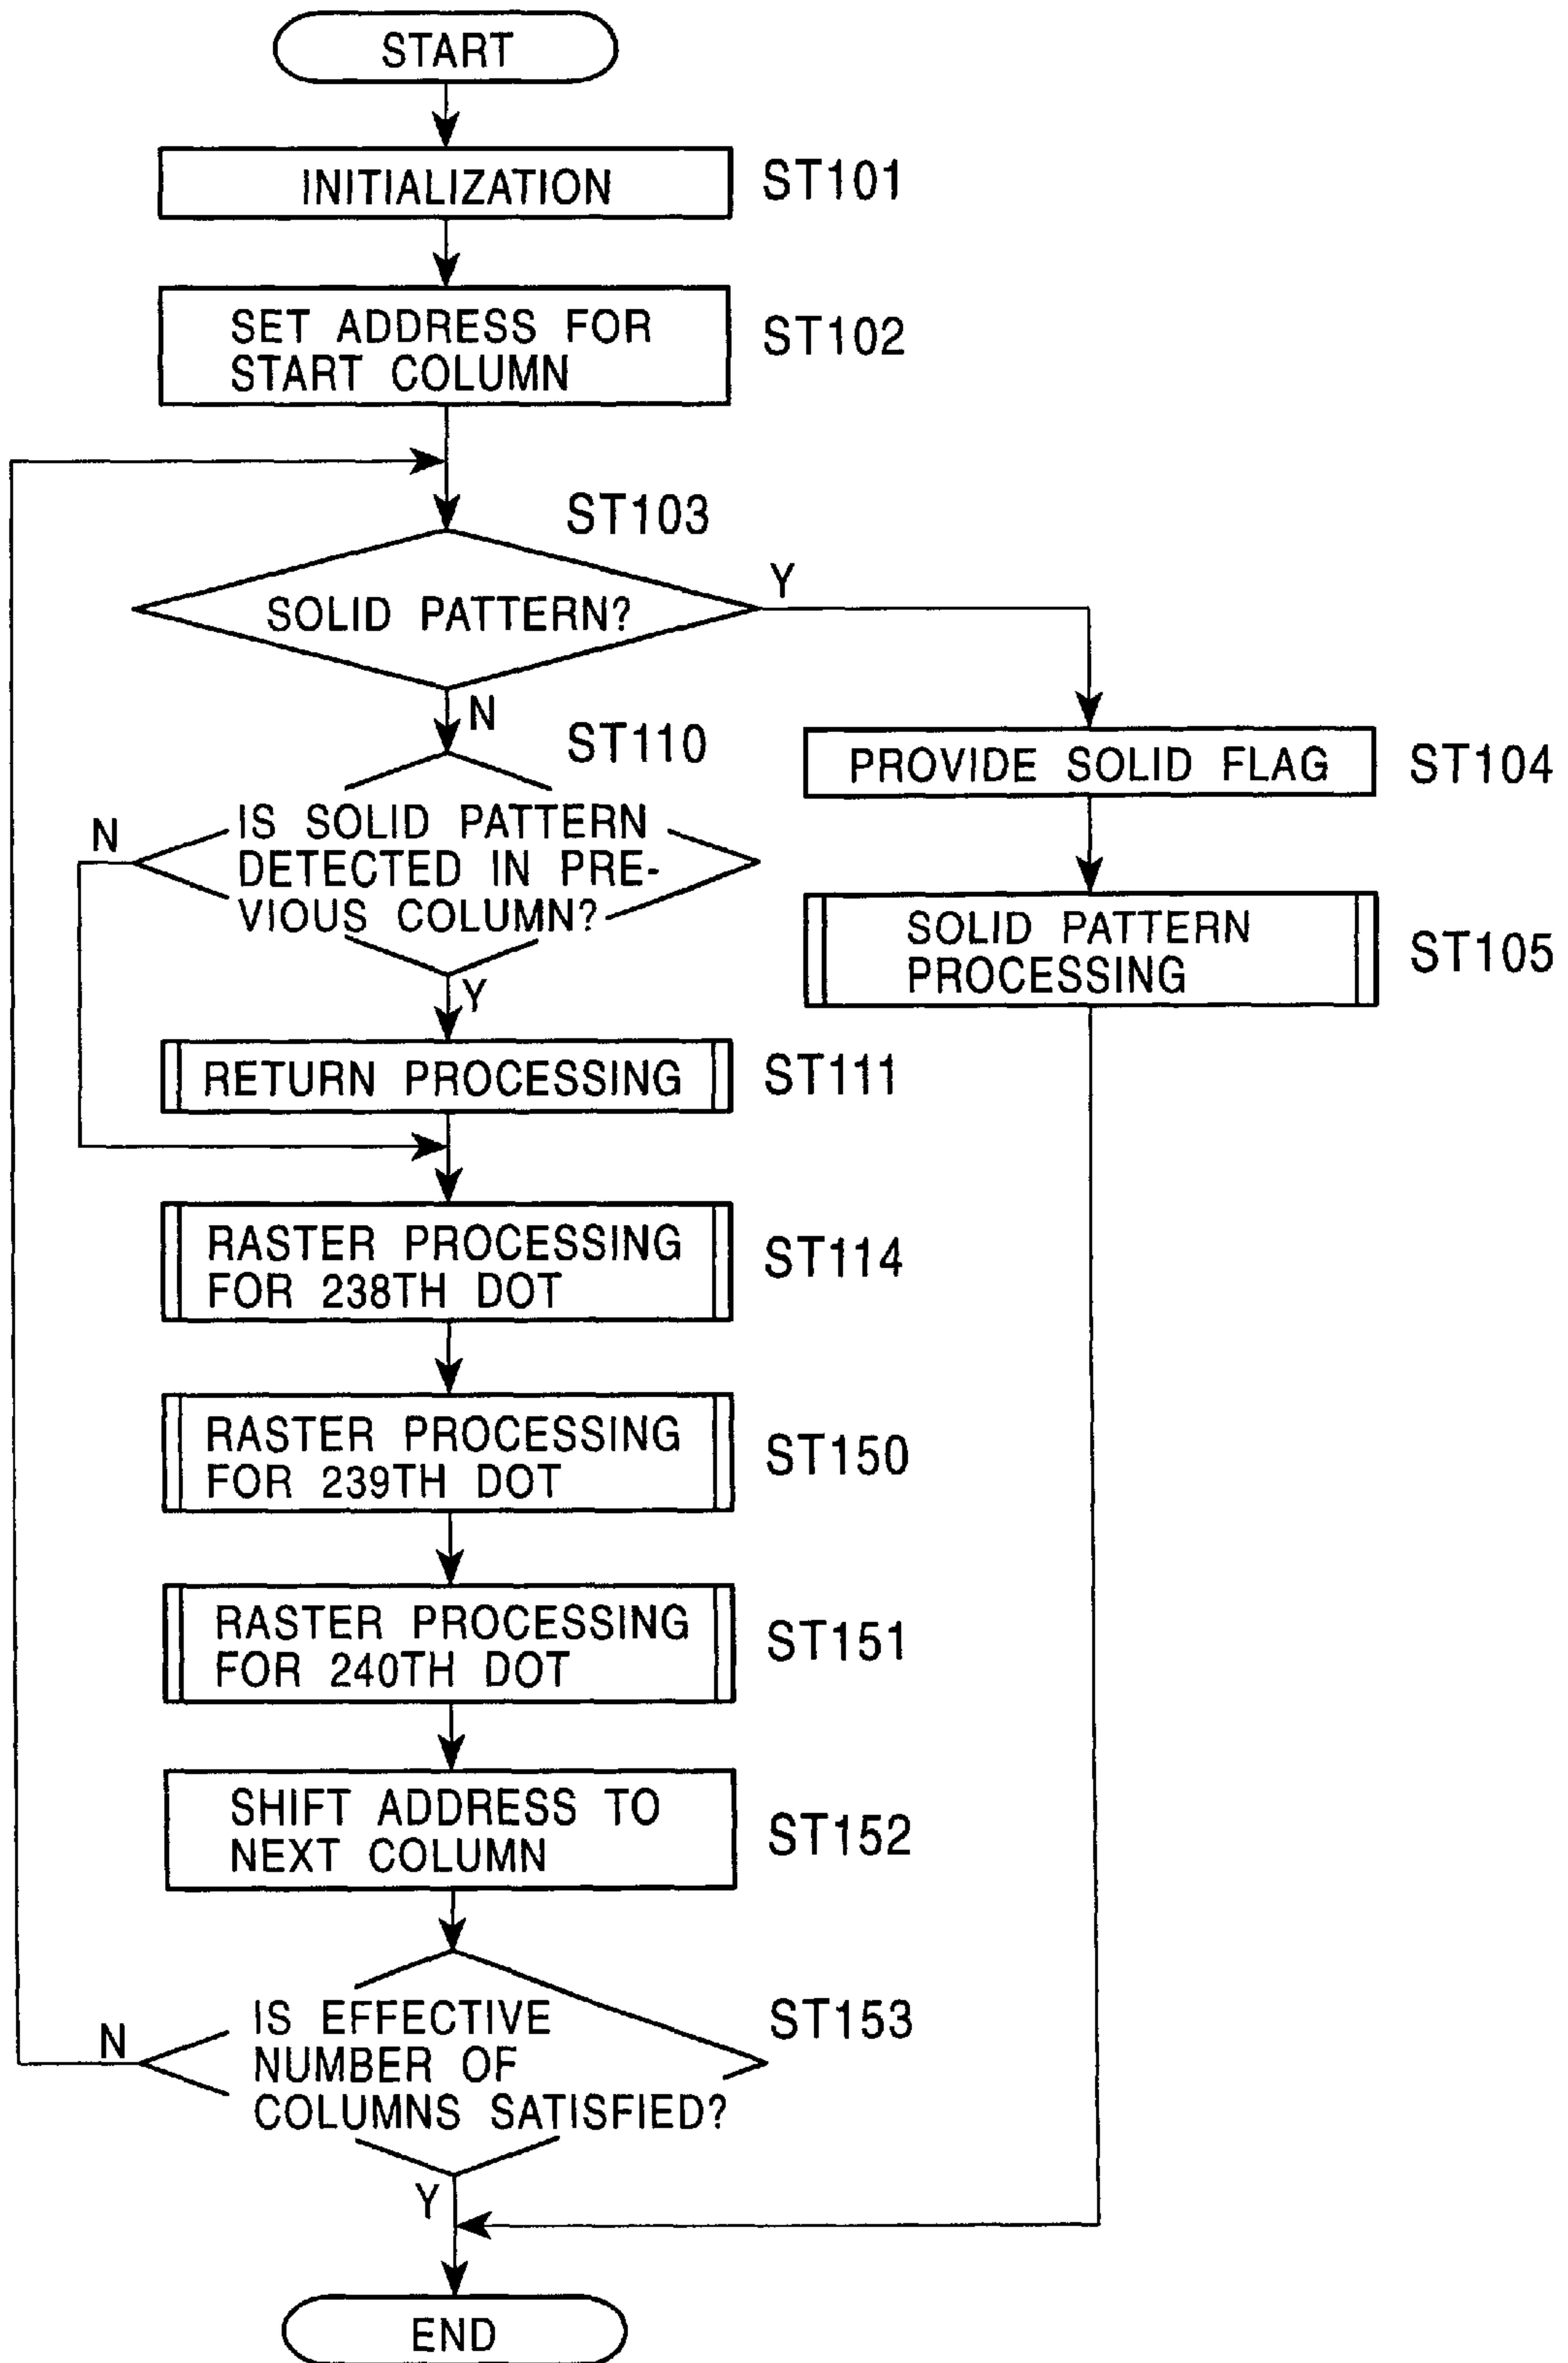 START
INITIALIZATION
ST101
SET ADDRESS FOR
START COLUMN
ST102
ST103
SOLID PATTERN?
Y
N
ST110
IS SOLID PATTERN
DETECTED IN PRE-
VIOUS COLUMN?
N
Y
PROVIDE SOLID FLAG
ST104
SOLID PATTERN
PROCESSING
ST105
RETURN PROCESSING
ST111
RASTER PROCESSING
FOR 238TH DOT
ST114
RASTER PROCESSING
FOR 239TH DOT
ST150
RASTER PROCESSING
FOR 240TH DOT
ST151
SHIFT ADDRESS TO
NEXT COLUMN
ST152
IS EFFECTIVE
NUMBER OF
COLUMNS SATISFIED?
ST153
N
Y
END